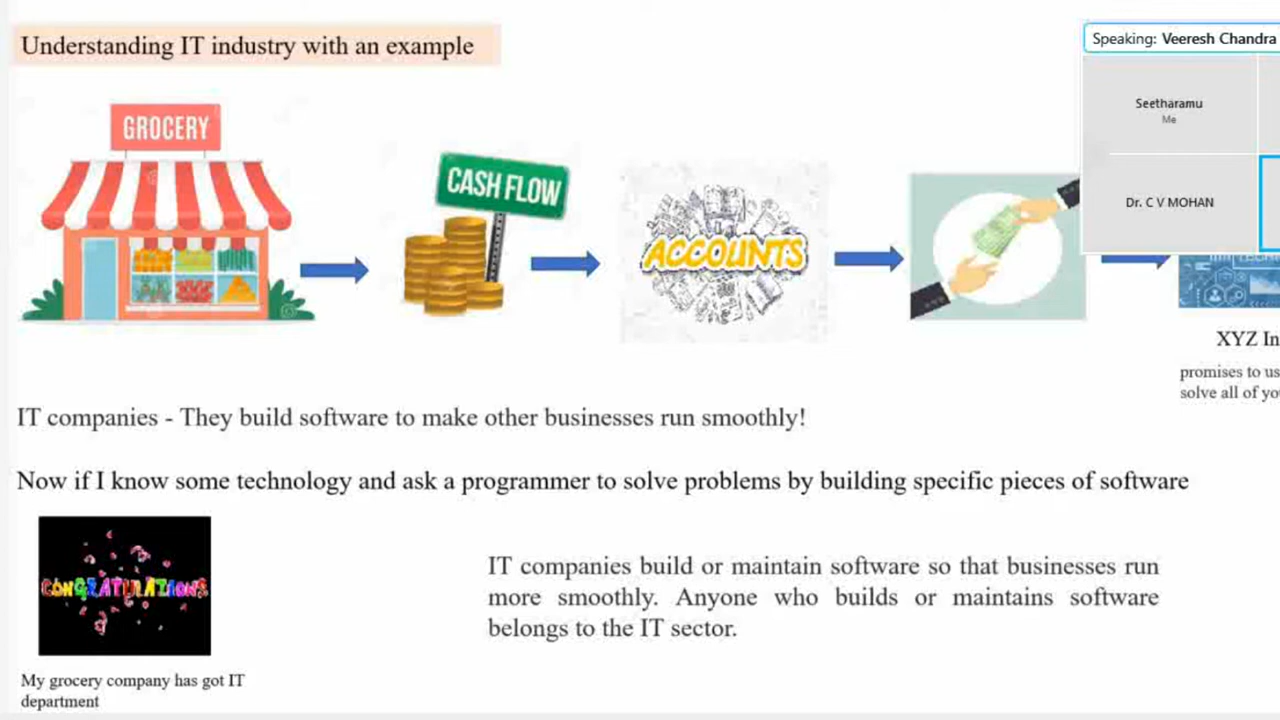 Understanding IT industry with an example
Speaking: Veeresh Chandra
Seetharamu
Me
Dr. C V MOHAN
GROCERY
CASH FLOW
ACCOUNTS
XYZ In
promises to us
solve all of yo
IT companies - They build software to make other businesses run smoothly!
Now if I know some technology and ask a programmer to solve problems by building specific pieces of software
CONGRATULATIONS
IT companies build or maintain software so that businesses run
more smoothly. Anyone who builds or maintains software
belongs to the IT sector.
My grocery company has got IT
department